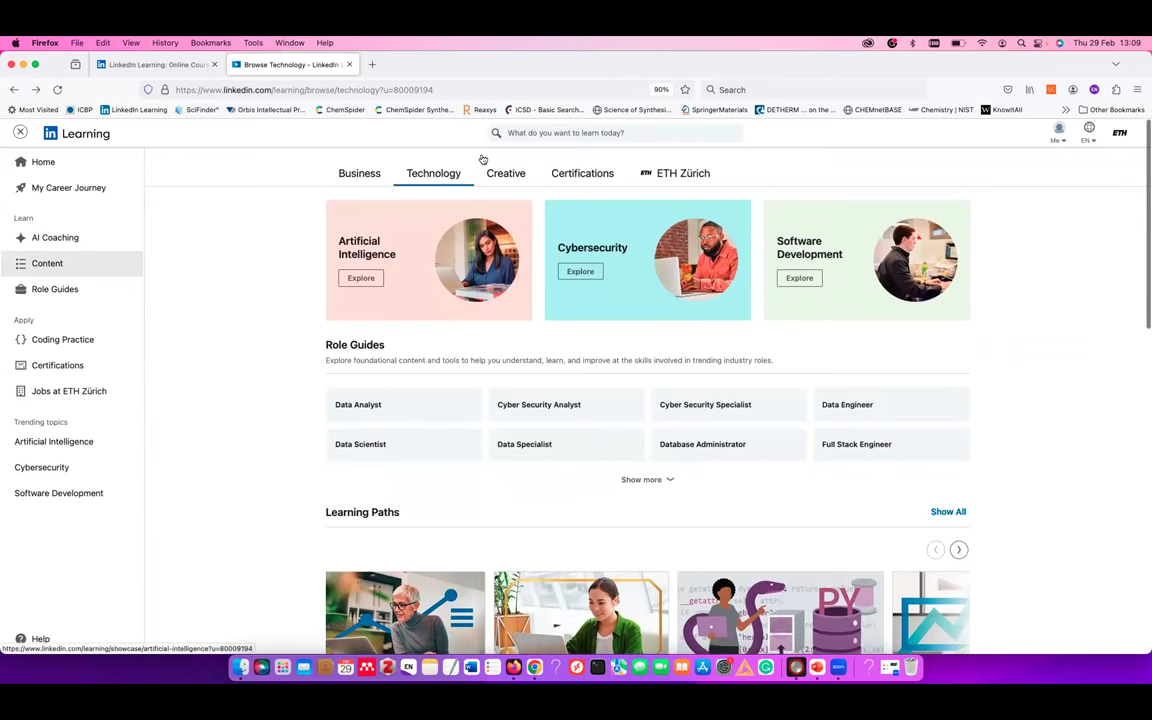 Firefox File Edit View History Bookmarks Tools Window Help Thu 29 Feb 13:09
LinkedIn Learning: Online Cour Browse Technology - LinkedIn L
https://www.linkedin.com/learning/browse/technology?u=80009194 90% Search
Most Visited ICBP LinkedIn Learning SciFinder® Orbis Intellectual Pr... ChemSpider ChemSpider Synthe... Reaxys ICSD - Basic Search... Science of Synthesi... SpringerMaterials DETHERM ... on the ... CHEMnetBASE Chemistry | NIST KnowItAll Other Bookmarks
in Learning What do you want to learn today? Me EN ETH
Home
My Career Journey
Learn
AI Coaching
Content
Role Guides
Apply
Coding Practice
Certifications
Jobs at ETH Zürich
Trending topics
Artificial Intelligence
Cybersecurity
Software Development
Help
Business Technology Creative Certifications ETH ETH Zürich
Artificial
Intelligence
Explore
Cybersecurity
Explore
Software
Development
Explore
Role Guides
Explore foundational content and tools to help you understand, learn, and improve at the skills involved in trending industry roles.
Data Analyst Cyber Security Analyst Cyber Security Specialist Data Engineer
Data Scientist Data Specialist Database Administrator Full Stack Engineer
Show more
Learning Paths Show All
PY
https://www.linkedin.com/learning/showcase/artificial-intelligence?u=80009194